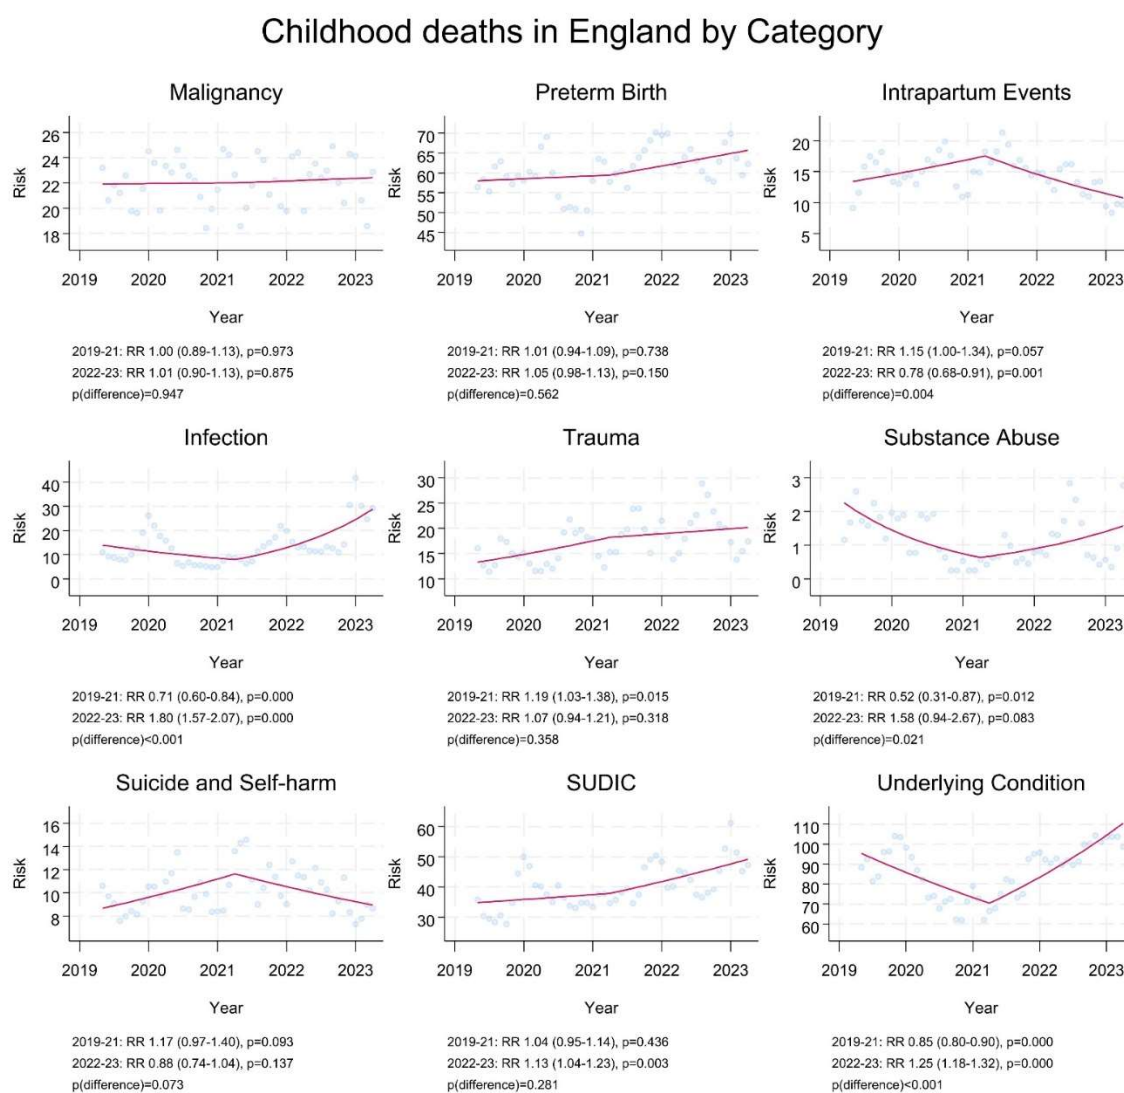 Childhood deaths in England by Category
Malignancy
Risk
26
24
22
20
18
2019 2020 2021 2022 2023
Year
2019-21: RR 1.00 (0.89-1.13), p=0.973
2022-23: RR 1.01 (0.90-1.13), p=0.875
p(difference)=0.947
Preterm Birth
Risk
70
65
60
55
50
45
2019 2020 2021 2022 2023
Year
2019-21: RR 1.01 (0.94-1.09), p=0.738
2022-23: RR 1.05 (0.98-1.13), p=0.150
p(difference)=0.562
Intrapartum Events
Risk
20
15
10
5
2019 2020 2021 2022 2023
Year
2019-21: RR 1.15 (1.00-1.34), p=0.057
2022-23: RR 0.78 (0.68-0.91), p=0.001
p(difference)=0.004
Infection
Risk
40
30
20
10
0
2019 2020 2021 2022 2023
Year
2019-21: RR 0.71 (0.60-0.84), p=0.000
2022-23: RR 1.80 (1.57-2.07), p=0.000
p(difference)<0.001
Trauma
Risk
30
25
20
15
10
2019 2020 2021 2022 2023
Year
2019-21: RR 1.19 (1.03-1.38), p=0.015
2022-23: RR 1.07 (0.94-1.21), p=0.318
p(difference)=0.358
Substance Abuse
Risk
3
2
1
0
2019 2020 2021 2022 2023
Year
2019-21: RR 0.52 (0.31-0.87), p=0.012
2022-23: RR 1.58 (0.94-2.67), p=0.083
p(difference)=0.021
Suicide and Self-harm
Risk
16
14
12
10
8
2019 2020 2021 2022 2023
Year
2019-21: RR 1.17 (0.97-1.40), p=0.093
2022-23: RR 0.88 (0.74-1.04), p=0.137
p(difference)=0.073
SUDIC
Risk
60
50
40
30
2019 2020 2021 2022 2023
Year
2019-21: RR 1.04 (0.95-1.14), p=0.436
2022-23: RR 1.13 (1.04-1.23), p=0.003
p(difference)=0.281
Underlying Condition
Risk
110
100
90
80
70
60
2019 2020 2021 2022 2023
Year
2019-21: RR 0.85 (0.80-0.90), p=0.000
2022-23: RR 1.25 (1.18-1.32), p=0.000
p(difference)<0.001